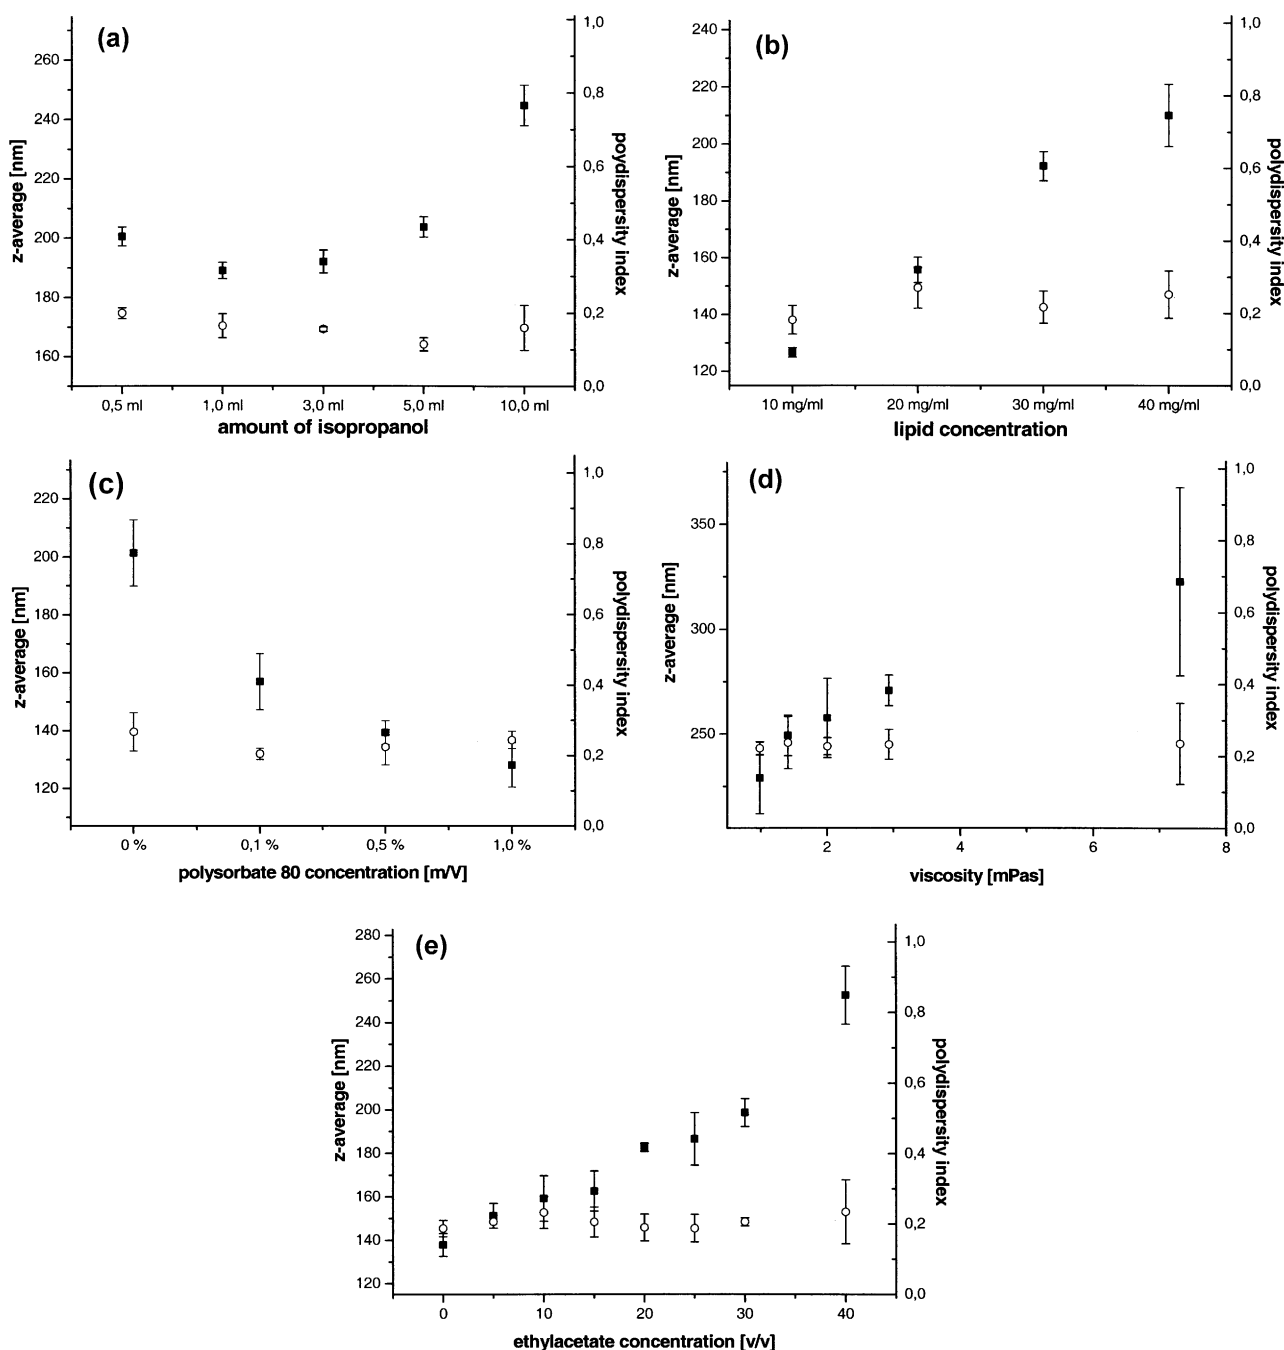 (a)
z-average [nm]
260
240
220
200
180
160
1,0
0,8
0,6
0,4
0,2
0,0
poydispersity index
0,5 ml 1,0 ml 3,0 ml 5,0 ml 10,0 ml
amount of isopropanol
(b)
z-average [nm]
240
220
200
180
160
140
120
1,0
0,8
0,6
0,4
0,2
0,0
polydispersity index
10 mg/ml 20 mg/ml 30 mg/ml 40 mg/ml
lipid concentration
(c)
z-average [nm]
220
200
180
160
140
120
1,0
0,8
0,6
0,4
0,2
0,0
polydispersity index
0 % 0,1 % 0,5 % 1,0 %
polysorbate 80 concentration [m/V]
(d)
z-average [nm]
350
300
250
1,0
0,8
0,6
0,4
0,2
0,0
polydispersity index
2 4 6 8
viscosity [mPas]
(e)
z-average [nm]
280
260
240
220
200
180
160
140
120
1,0
0,8
0,6
0,4
0,2
0,0
polydispersity index
0 10 20 30 40
ethylacetate concentration [v/v]